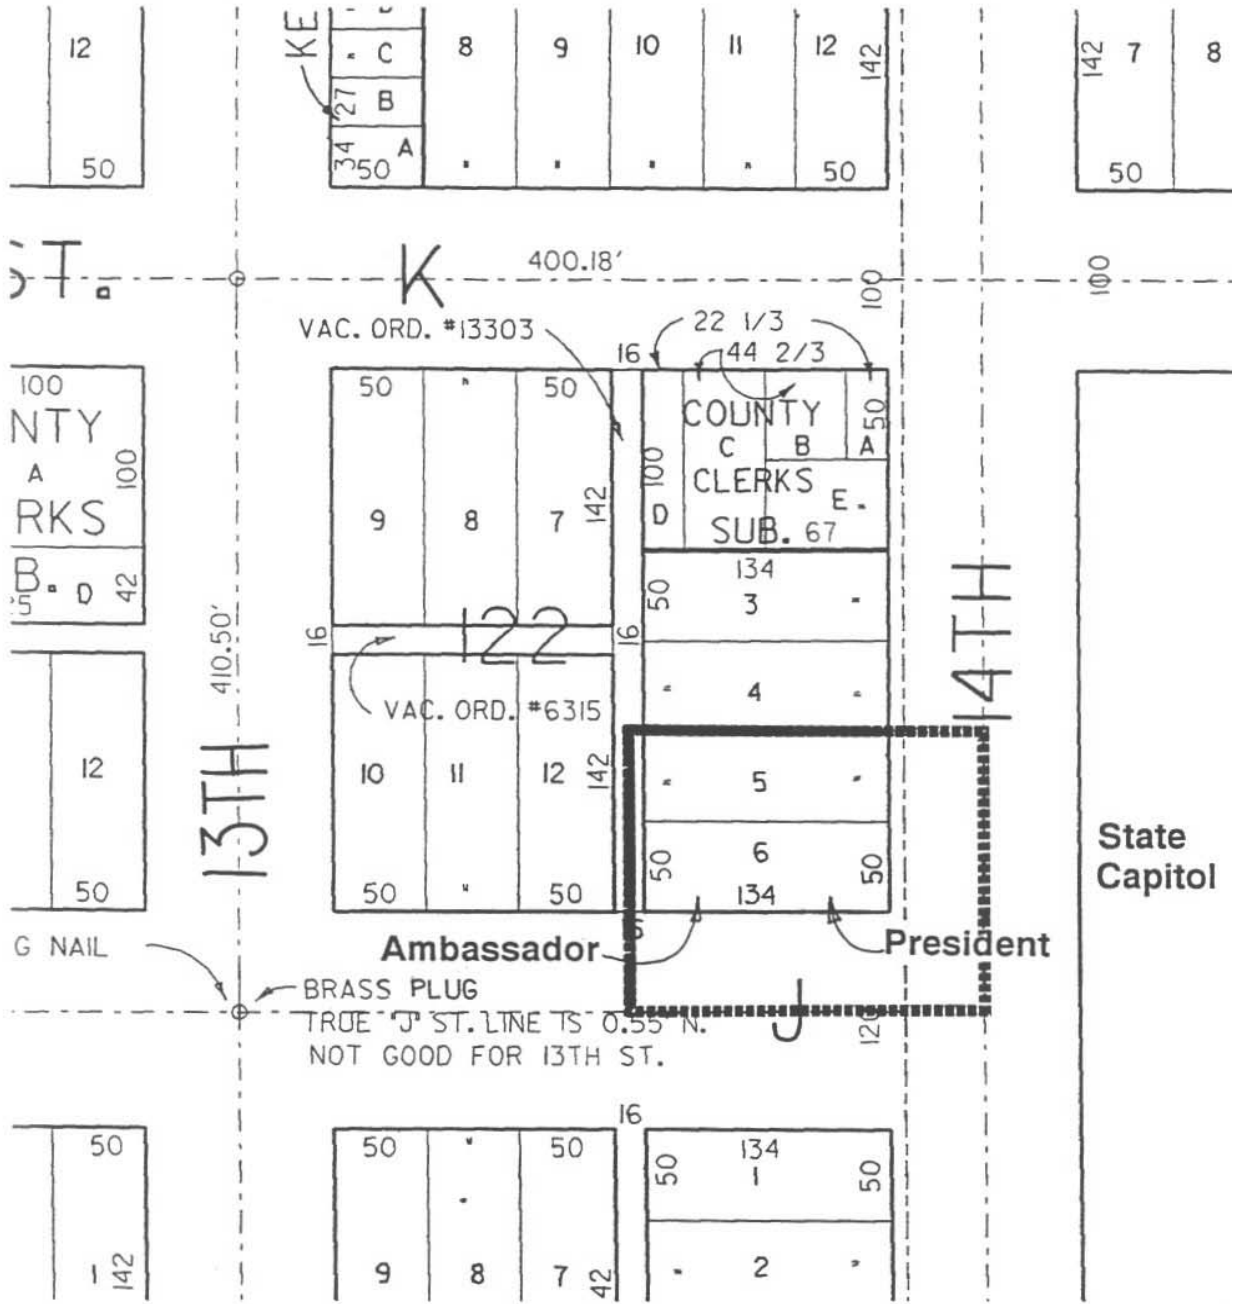 12
KE
C
27 B
34 50 A
8 9 10 11 12 142
50
142 7 8
50
50
ST.
K
400.18'
100
100
VAC. ORD. #13303
22 1/3
16
44 2/3
100
NTY
A
100
RKS
B. D 42
50 " 50
9 8 7 142
COUNTY
C B A 50
100
CLERKS
D E.
SUB. 67
134
50 3 "
16 122 16
410.50'
VAC. ORD. #6315
" 4 "
14TH
13TH
12
50
10 11 12 142
50 " 50
" 5 "
50 6 50
134
State
Capitol
G NAIL
Ambassador
President
BRASS PLUG
TRUE "J" ST. LINE IS 0.55' N.
NOT GOOD FOR 13TH ST.
J
120
16
50
1 142
50 " 50
9 8 7 42
134
50 1 50
" 2 "